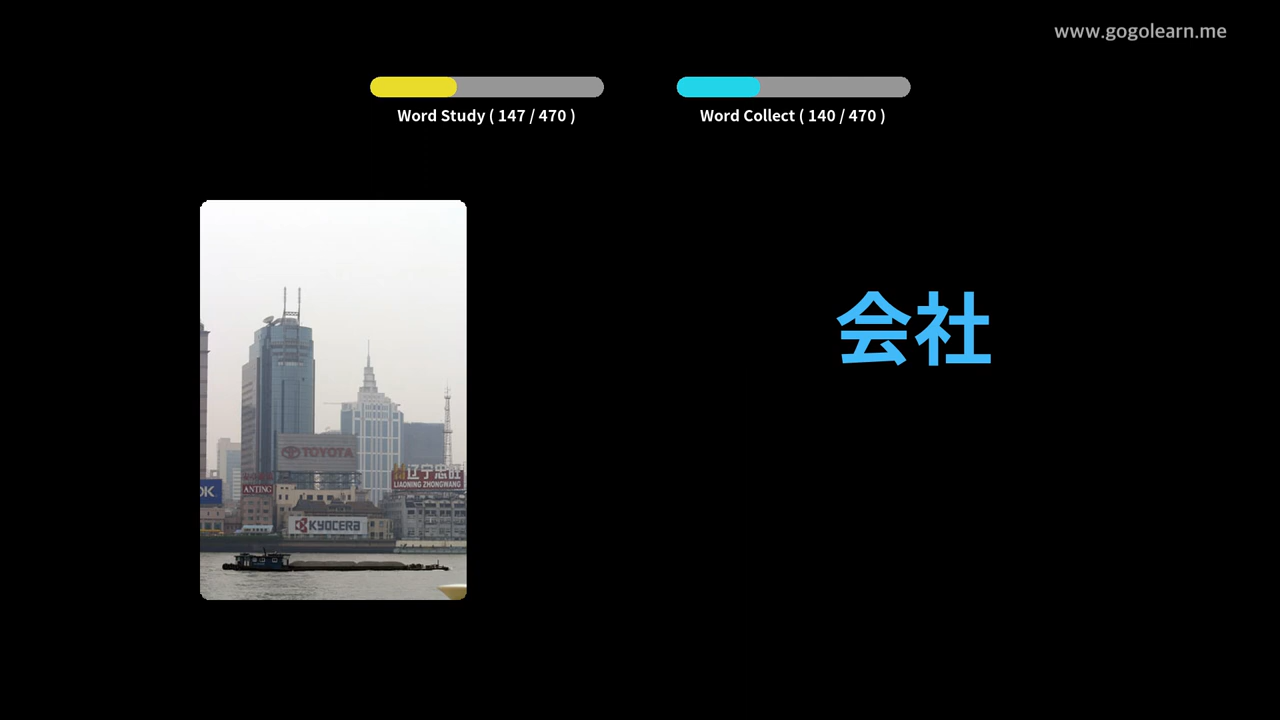 www.gogolearn.me
Word Study ( 147 / 470 )
Word Collect ( 140 / 470 )
会社
TOYOTA
辽宁忠旺
LIAONING ZHONGWANG
OK
ANTING
KYOCERA